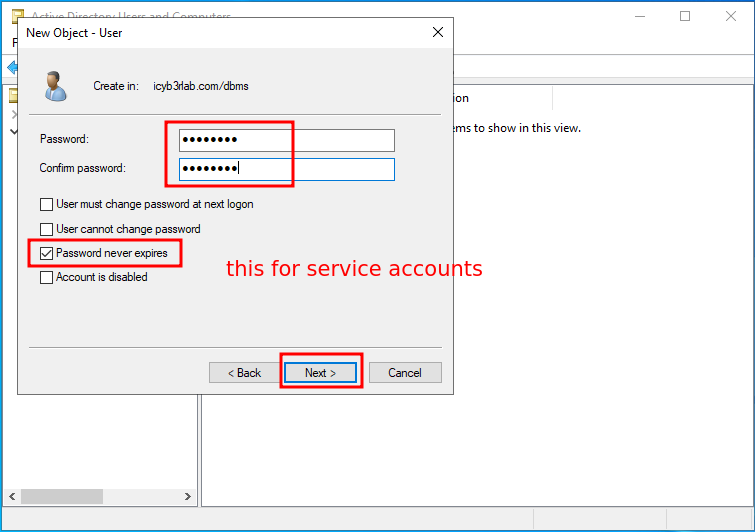 Active Directory Users and Computers
New Object - User
F
Create in: icyb3rlab.com/dbms
ion
ems to show in this view.
Password: ••••••••
Confirm password: ••••••••
User must change password at next logon
User cannot change password
Password never expires
this for service accounts
Account is disabled
< Back Next > Cancel